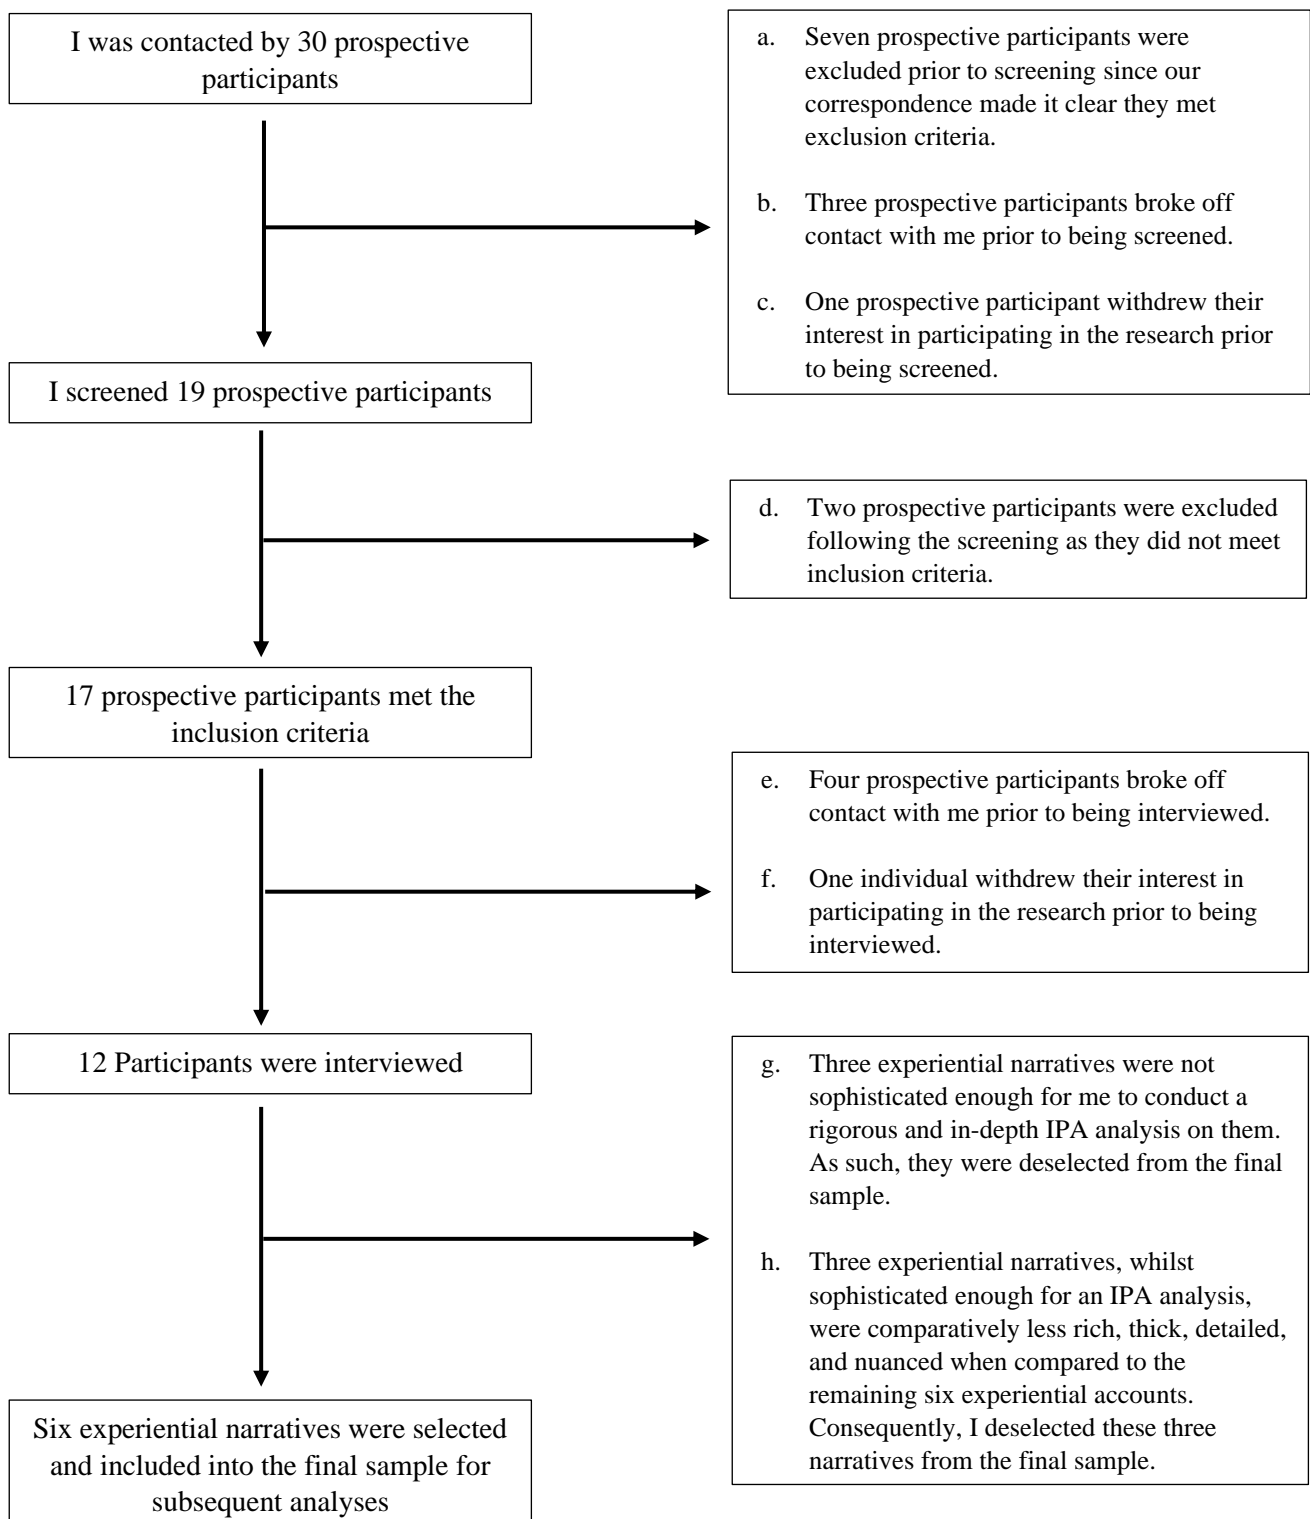 I was contacted by 30 prospective
participants
a. Seven prospective participants were
excluded prior to screening since our
correspondence made it clear they met
exclusion criteria.
b. Three prospective participants broke off
contact with me prior to being screened.
c. One prospective participant withdrew their
interest in participating in the research prior
to being screened.
I screened 19 prospective participants
d. Two prospective participants were excluded
following the screening as they did not meet
inclusion criteria.
17 prospective participants met the
inclusion criteria
e. Four prospective participants broke off
contact with me prior to being interviewed.
f. One individual withdrew their interest in
participating in the research prior to being
interviewed.
12 Participants were interviewed
g. Three experiential narratives were not
sophisticated enough for me to conduct a
rigorous and in-depth IPA analysis on them.
As such, they were deselected from the final
sample.
h. Three experiential narratives, whilst
sophisticated enough for an IPA analysis,
were comparatively less rich, thick, detailed,
and nuanced when compared to the
remaining six experiential accounts.
Consequently, I deselected these three
narratives from the final sample.
Six experiential narratives were selected
and included into the final sample for
subsequent analyses